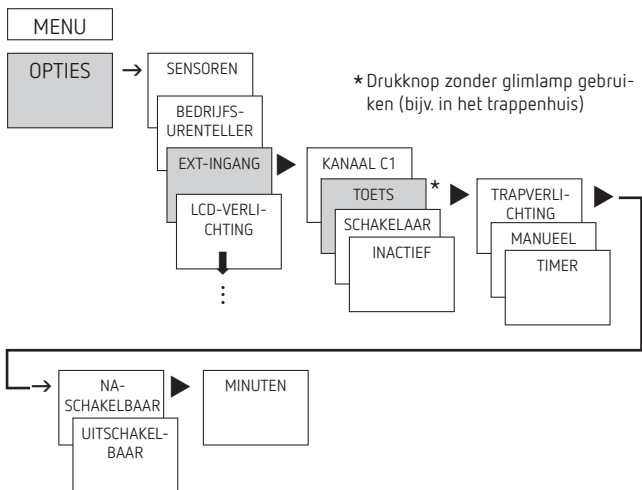 MENU
OPTIES
SENSOREN
BEDRIJFS-
URENTELLER
EXT-INGANG
LCD-VERLI-
CHTING
* Drukknop zonder glimlamp gebrui-
ken (bijv. in het trappenhuis)
KANAAL C1
TOETS *
SCHAKELAAR
INACTIEF
TRAPVERLI-
CHTING
MANUEEL
TIMER
NA-
SCHAKELBAAR
UITSCHAKEL-
BAAR
MINUTEN